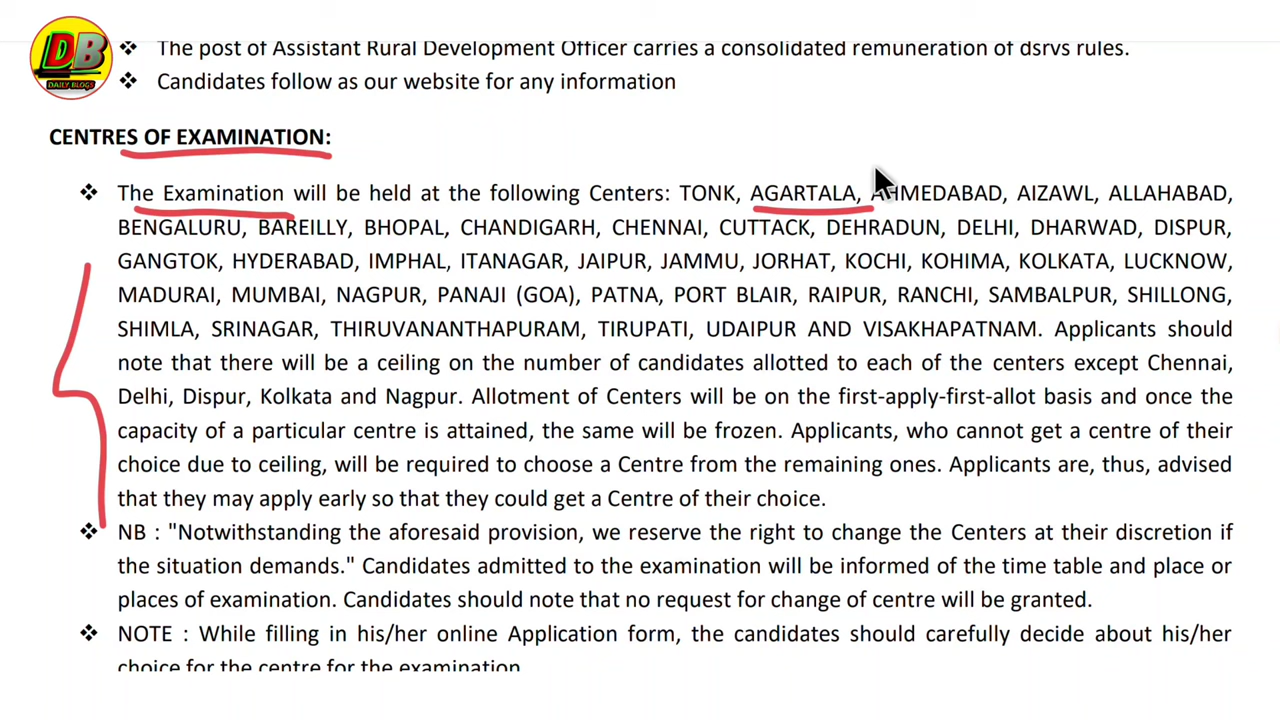 DB
DAILY BLOGS
❖ The post of Assistant Rural Development Officer carries a consolidated remuneration of dsrvs rules.
❖ Candidates follow as our website for any information
CENTRES OF EXAMINATION:
❖ The Examination will be held at the following Centers: TONK, AGARTALA, AHMEDABAD, AIZAWL, ALLAHABAD,
BENGALURU, BAREILLY, BHOPAL, CHANDIGARH, CHENNAI, CUTTACK, DEHRADUN, DELHI, DHARWAD, DISPUR,
GANGTOK, HYDERABAD, IMPHAL, ITANAGAR, JAIPUR, JAMMU, JORHAT, KOCHI, KOHIMA, KOLKATA, LUCKNOW,
MADURAI, MUMBAI, NAGPUR, PANAJI (GOA), PATNA, PORT BLAIR, RAIPUR, RANCHI, SAMBALPUR, SHILLONG,
SHIMLA, SRINAGAR, THIRUVANANTHAPURAM, TIRUPATI, UDAIPUR AND VISAKHAPATNAM. Applicants should
note that there will be a ceiling on the number of candidates allotted to each of the centers except Chennai,
Delhi, Dispur, Kolkata and Nagpur. Allotment of Centers will be on the first-apply-first-allot basis and once the
capacity of a particular centre is attained, the same will be frozen. Applicants, who cannot get a centre of their
choice due to ceiling, will be required to choose a Centre from the remaining ones. Applicants are, thus, advised
that they may apply early so that they could get a Centre of their choice.
❖ NB : "Notwithstanding the aforesaid provision, we reserve the right to change the Centers at their discretion if
the situation demands." Candidates admitted to the examination will be informed of the time table and place or
places of examination. Candidates should note that no request for change of centre will be granted.
❖ NOTE : While filling in his/her online Application form, the candidates should carefully decide about his/her
choice for the centre for the examination